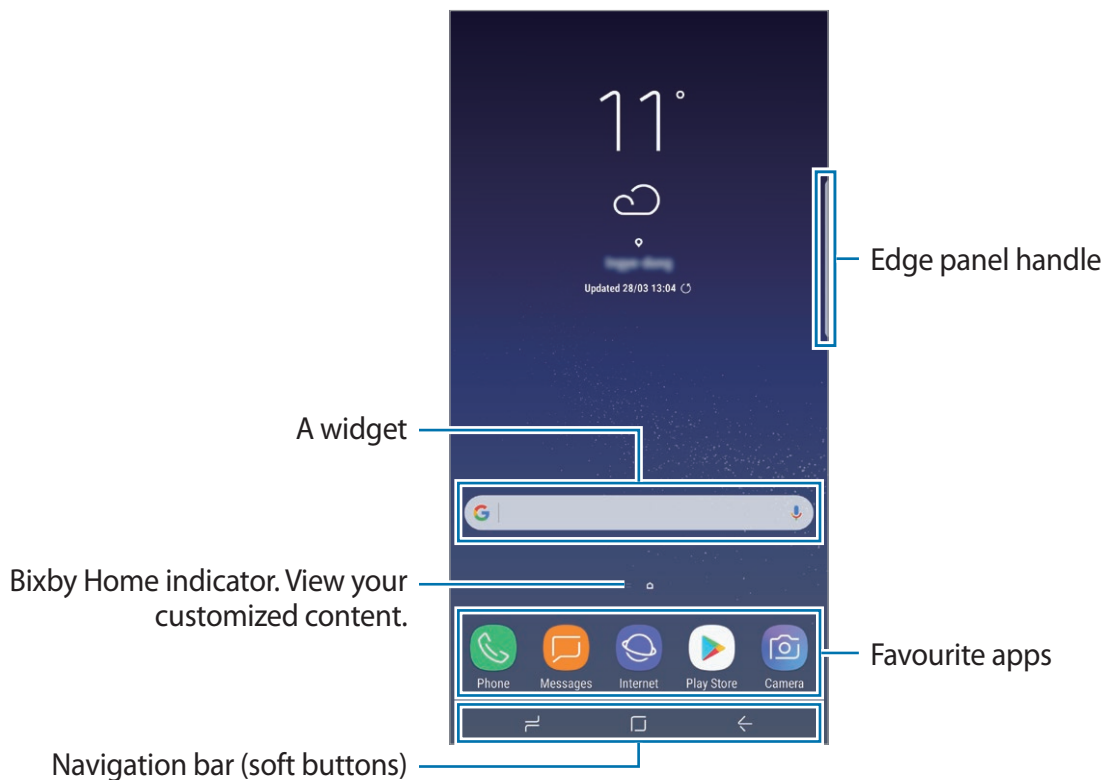 11°
Updated 28/03 13:04
Edge panel handle
A widget
G
Bixby Home indicator. View your
customized content.
Phone Messages Internet Play Store Camera
Favourite apps
Navigation bar (soft buttons)